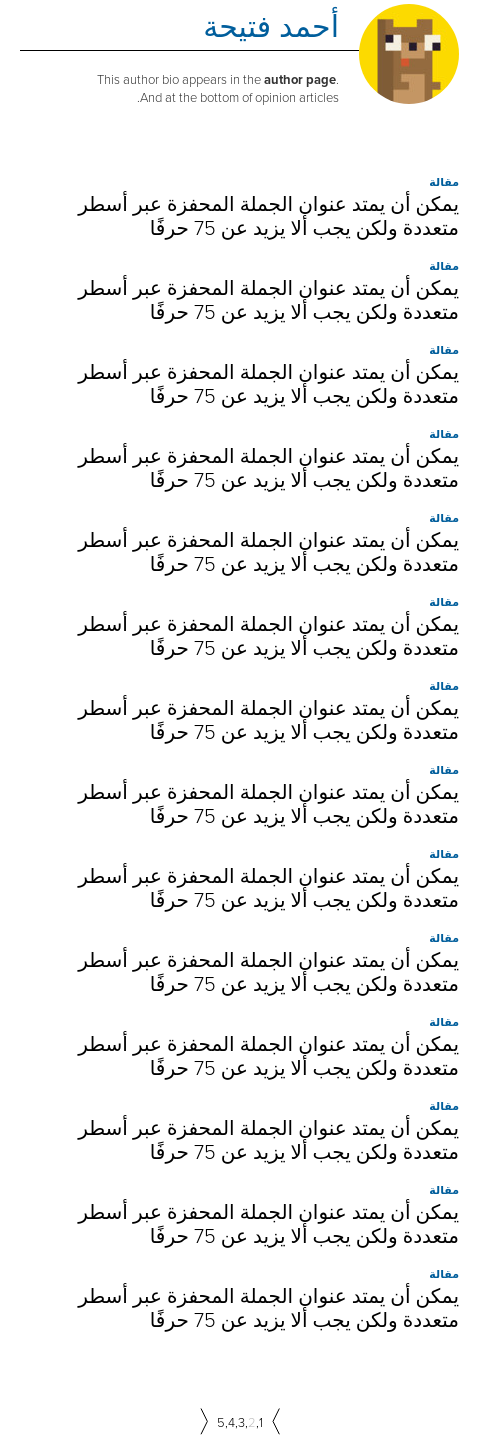 أحمد فتيحة
This author bio appears in the author page.
.And at the bottom of opinion articles
مقالة
يمكن أن يمتد عنوان الجملة المحفزة عبر أسطر
متعددة ولكن يجب ألا يزيد عن 75 حرفًا
مقالة
يمكن أن يمتد عنوان الجملة المحفزة عبر أسطر
متعددة ولكن يجب ألا يزيد عن 75 حرفًا
مقالة
يمكن أن يمتد عنوان الجملة المحفزة عبر أسطر
متعددة ولكن يجب ألا يزيد عن 75 حرفًا
مقالة
يمكن أن يمتد عنوان الجملة المحفزة عبر أسطر
متعددة ولكن يجب ألا يزيد عن 75 حرفًا
مقالة
يمكن أن يمتد عنوان الجملة المحفزة عبر أسطر
متعددة ولكن يجب ألا يزيد عن 75 حرفًا
مقالة
يمكن أن يمتد عنوان الجملة المحفزة عبر أسطر
متعددة ولكن يجب ألا يزيد عن 75 حرفًا
مقالة
يمكن أن يمتد عنوان الجملة المحفزة عبر أسطر
متعددة ولكن يجب ألا يزيد عن 75 حرفًا
مقالة
يمكن أن يمتد عنوان الجملة المحفزة عبر أسطر
متعددة ولكن يجب ألا يزيد عن 75 حرفًا
مقالة
يمكن أن يمتد عنوان الجملة المحفزة عبر أسطر
متعددة ولكن يجب ألا يزيد عن 75 حرفًا
مقالة
يمكن أن يمتد عنوان الجملة المحفزة عبر أسطر
متعددة ولكن يجب ألا يزيد عن 75 حرفًا
مقالة
يمكن أن يمتد عنوان الجملة المحفزة عبر أسطر
متعددة ولكن يجب ألا يزيد عن 75 حرفًا
مقالة
يمكن أن يمتد عنوان الجملة المحفزة عبر أسطر
متعددة ولكن يجب ألا يزيد عن 75 حرفًا
مقالة
يمكن أن يمتد عنوان الجملة المحفزة عبر أسطر
متعددة ولكن يجب ألا يزيد عن 75 حرفًا
مقالة
يمكن أن يمتد عنوان الجملة المحفزة عبر أسطر
متعددة ولكن يجب ألا يزيد عن 75 حرفًا
5,4,3,2,1